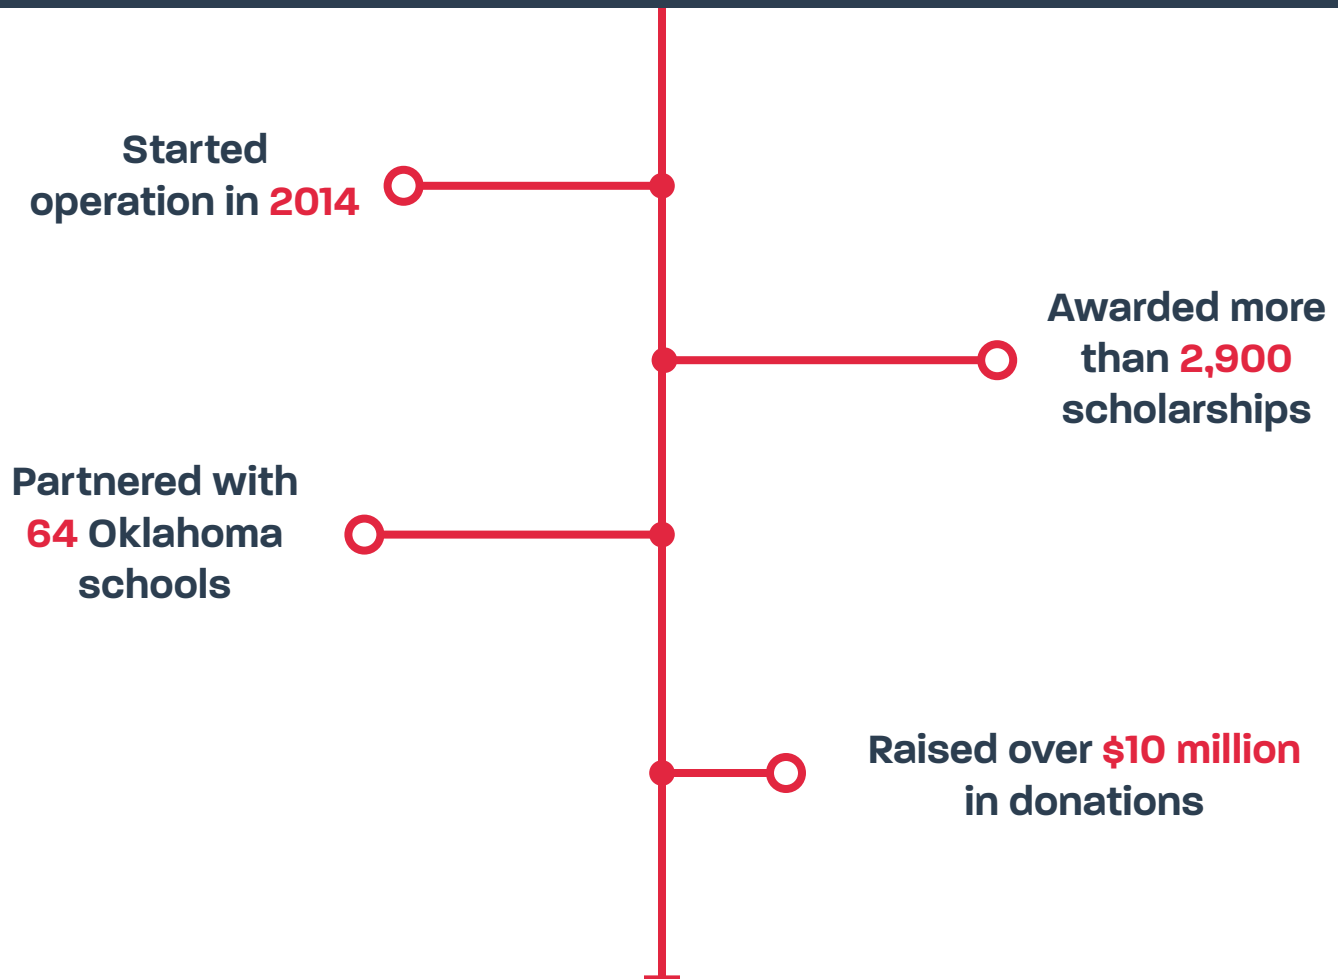 Started
operation in 2014
Awarded more
than 2,900
scholarships
Partnered with
64 Oklahoma
schools
Raised over $10 million
in donations